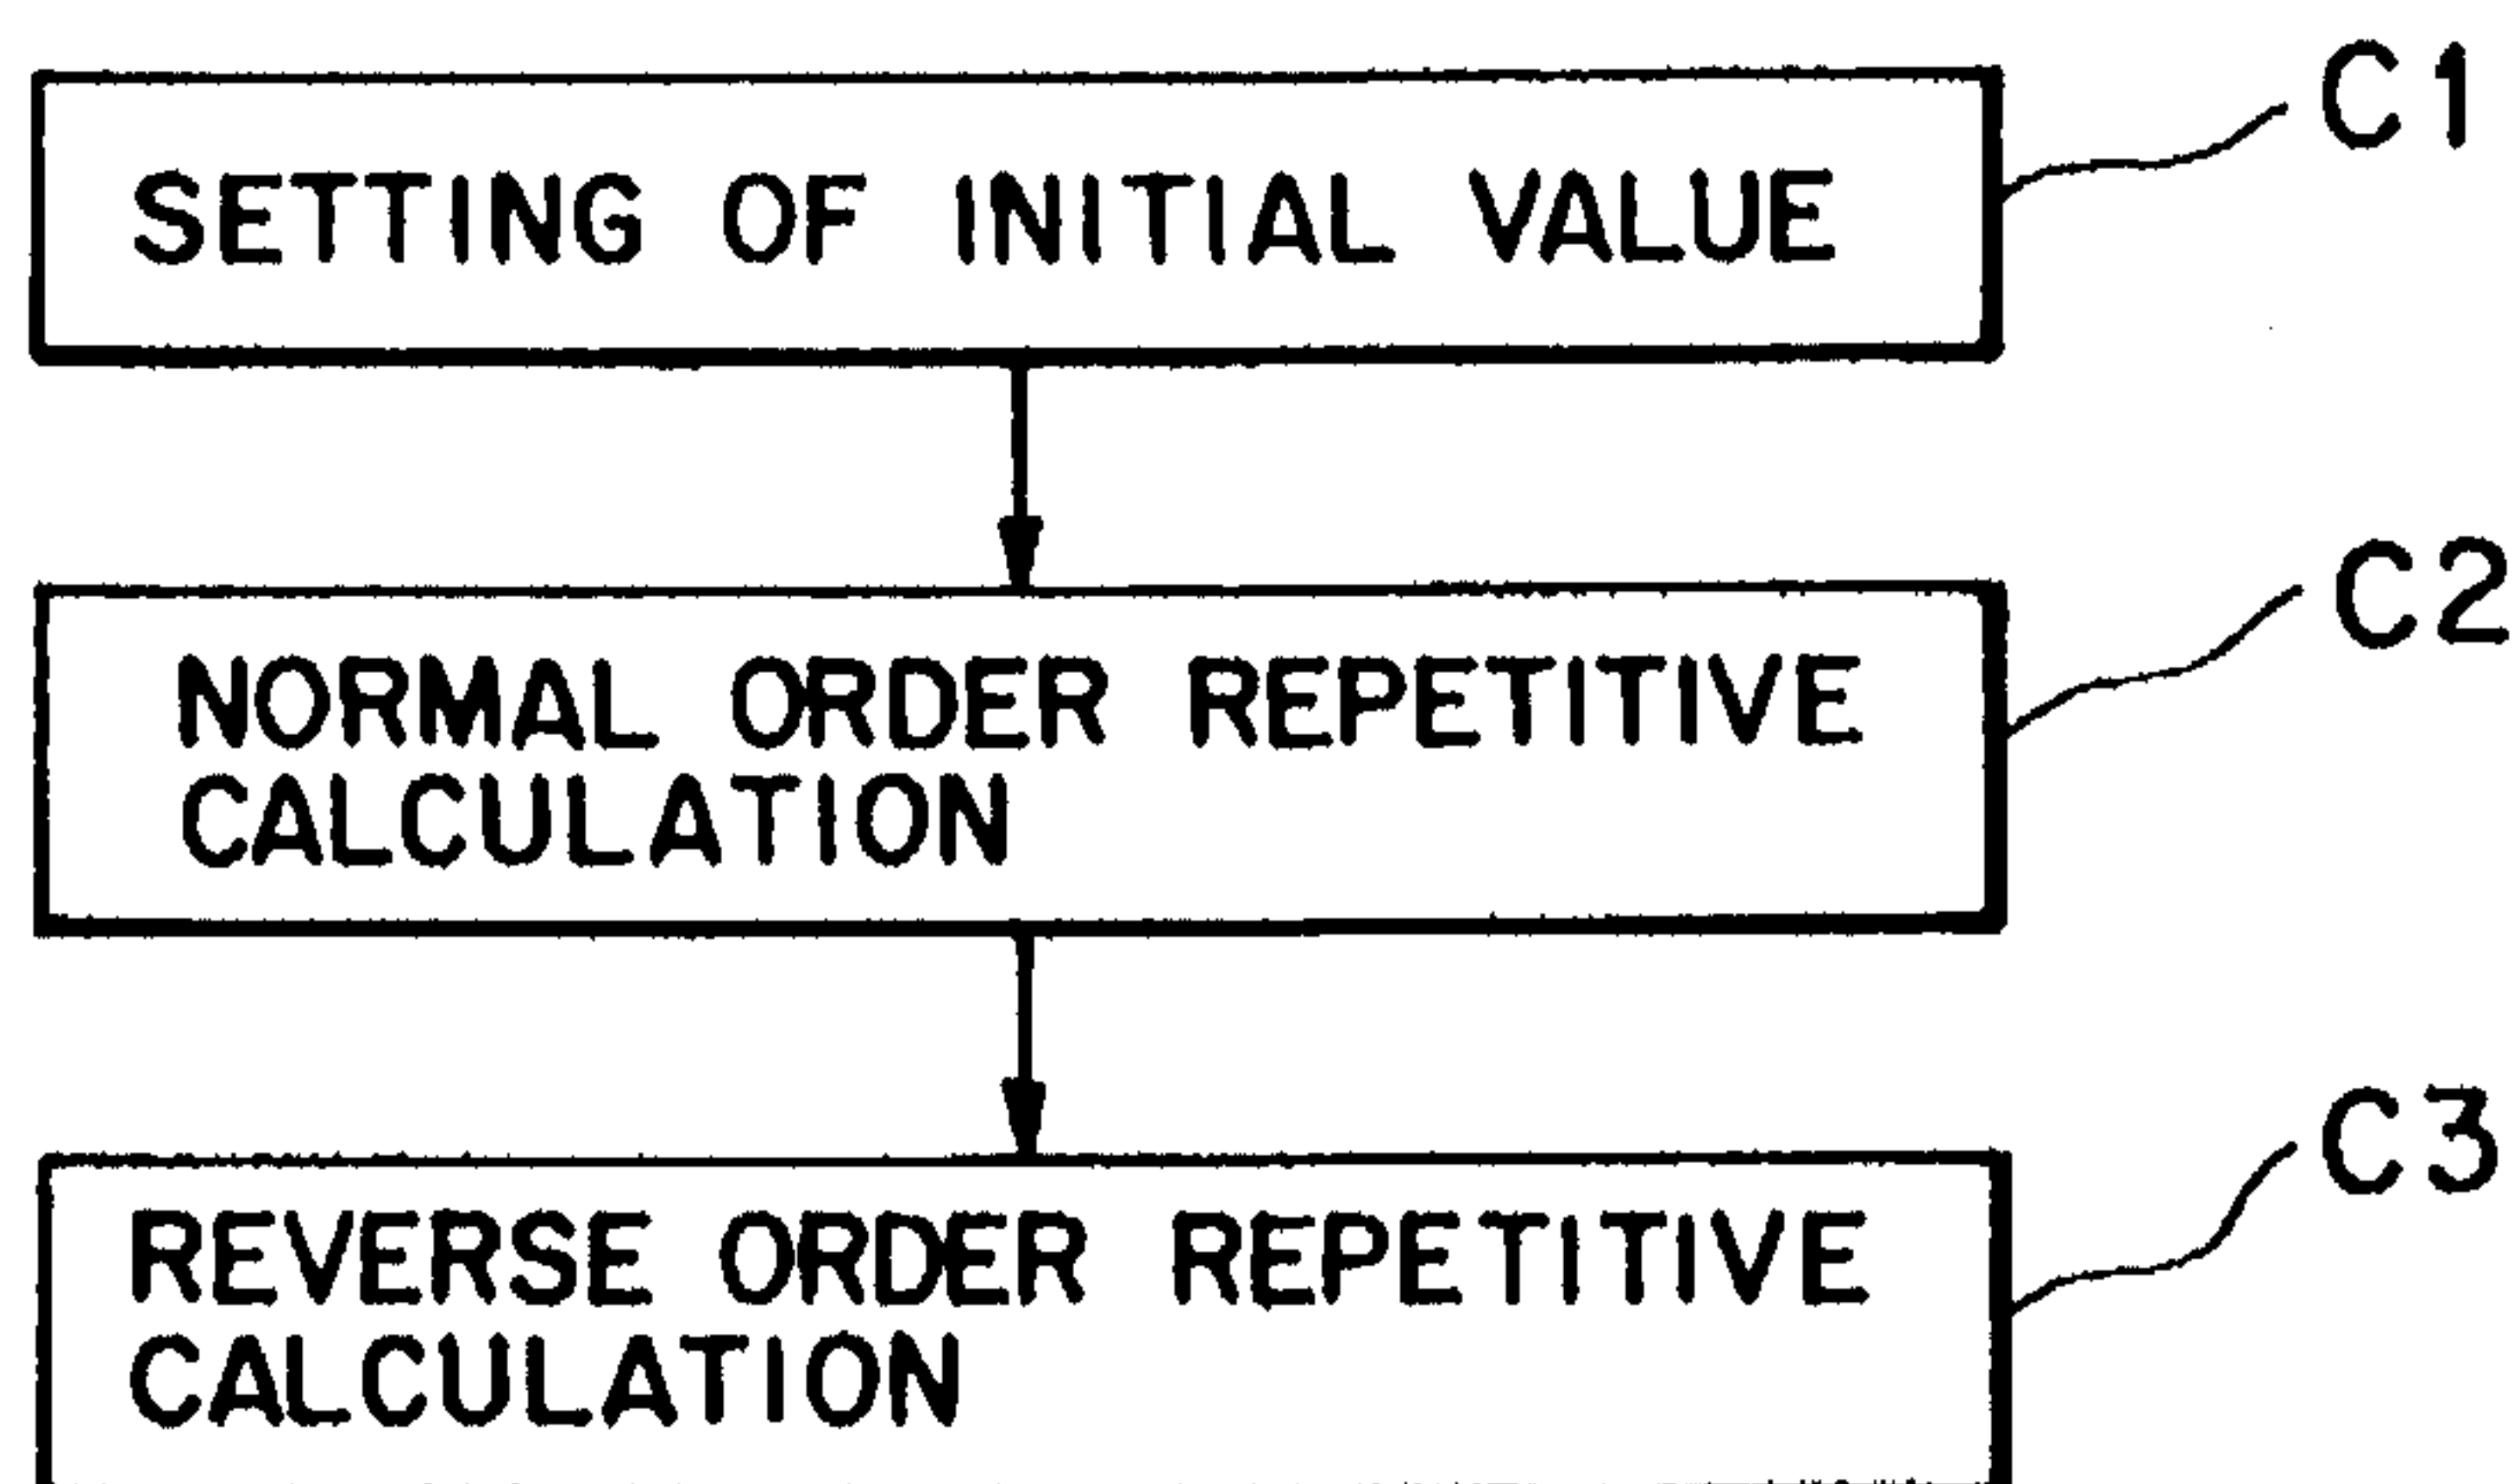 C1
SETTING OF INITIAL VALUE
C2
NORMAL ORDER REPETITIVE
CALCULATION
C3
REVERSE ORDER REPETITIVE
CALCULATION